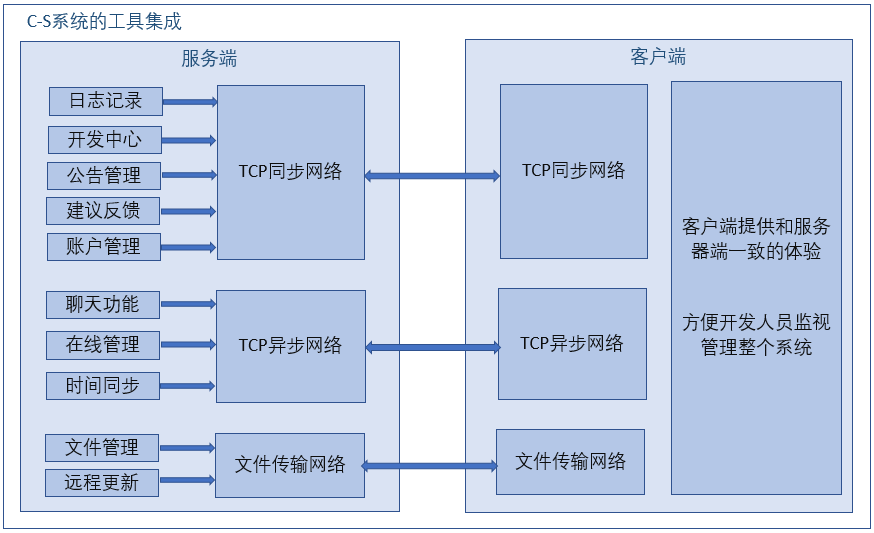 C-S系统的工具集成
服务端
日志记录
开发中心
公告管理
建议反馈
账户管理
TCP同步网络
聊天功能
在线管理
时间同步
TCP异步网络
文件管理
远程更新
文件传输网络
客户端
TCP同步网络
TCP异步网络
文件传输网络
客户端提供和服务
器端一致的体验
方便开发人员监视
管理整个系统